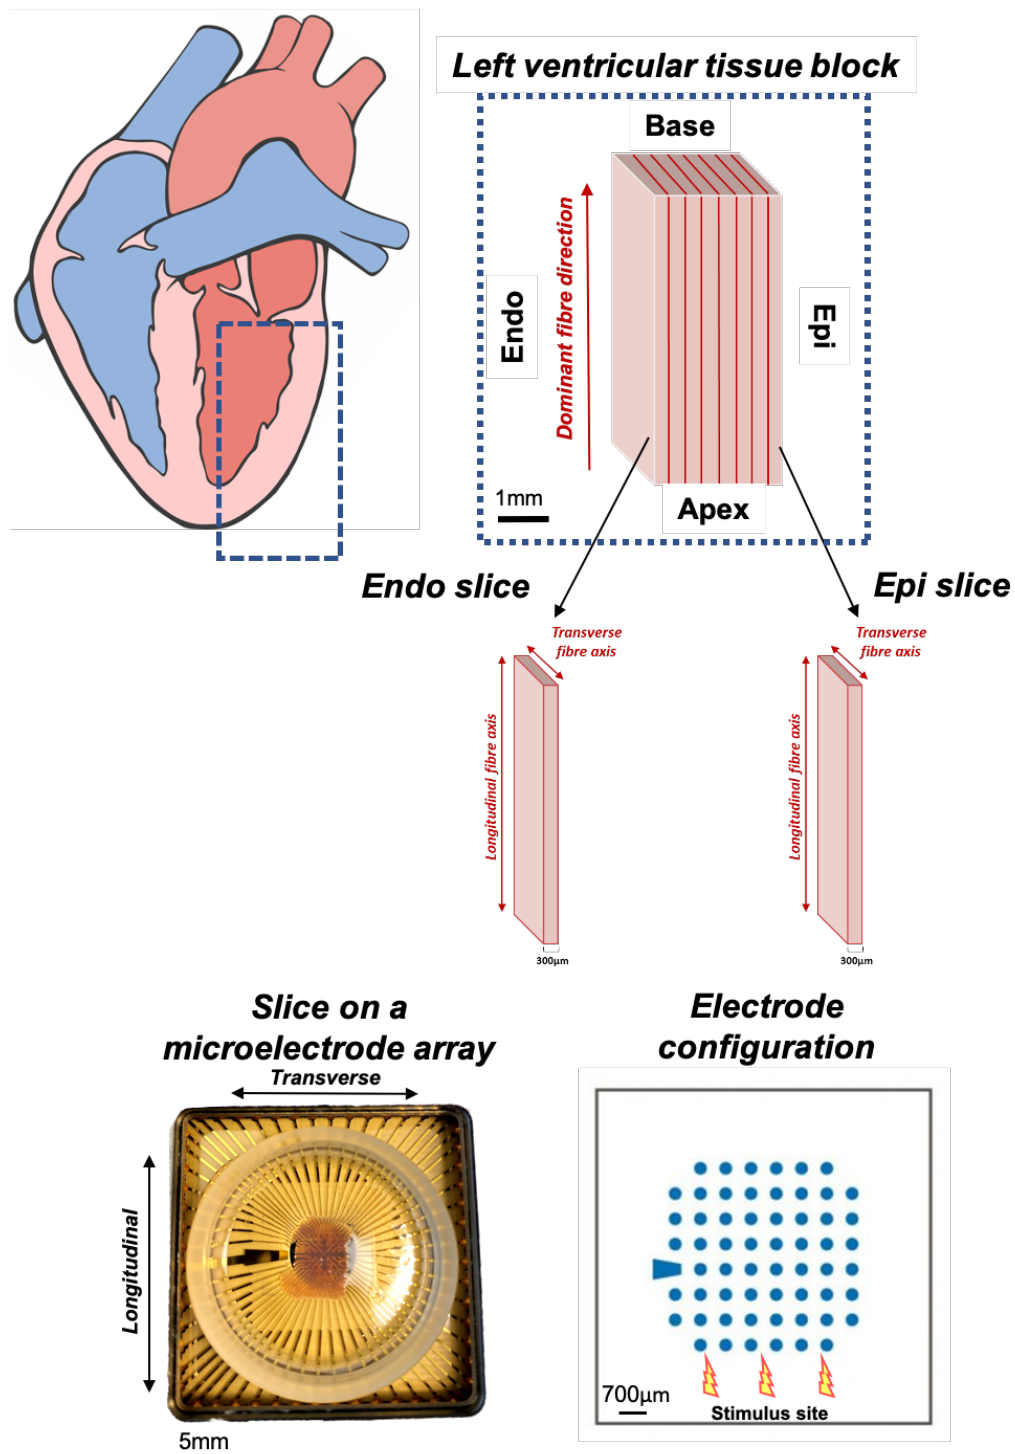 Left ventricular tissue block
Base
Dominant fibre direction
Endo
Epi
1mm
Apex
Endo slice
Epi slice
Transverse
fibre axis
Longitudinal fibre axis
300µm
Transverse
fibre axis
Longitudinal fibre axis
300µm
Slice on a
microelectrode array
Transverse
Longitudinal
5mm
Electrode
configuration
700µm
Stimulus site